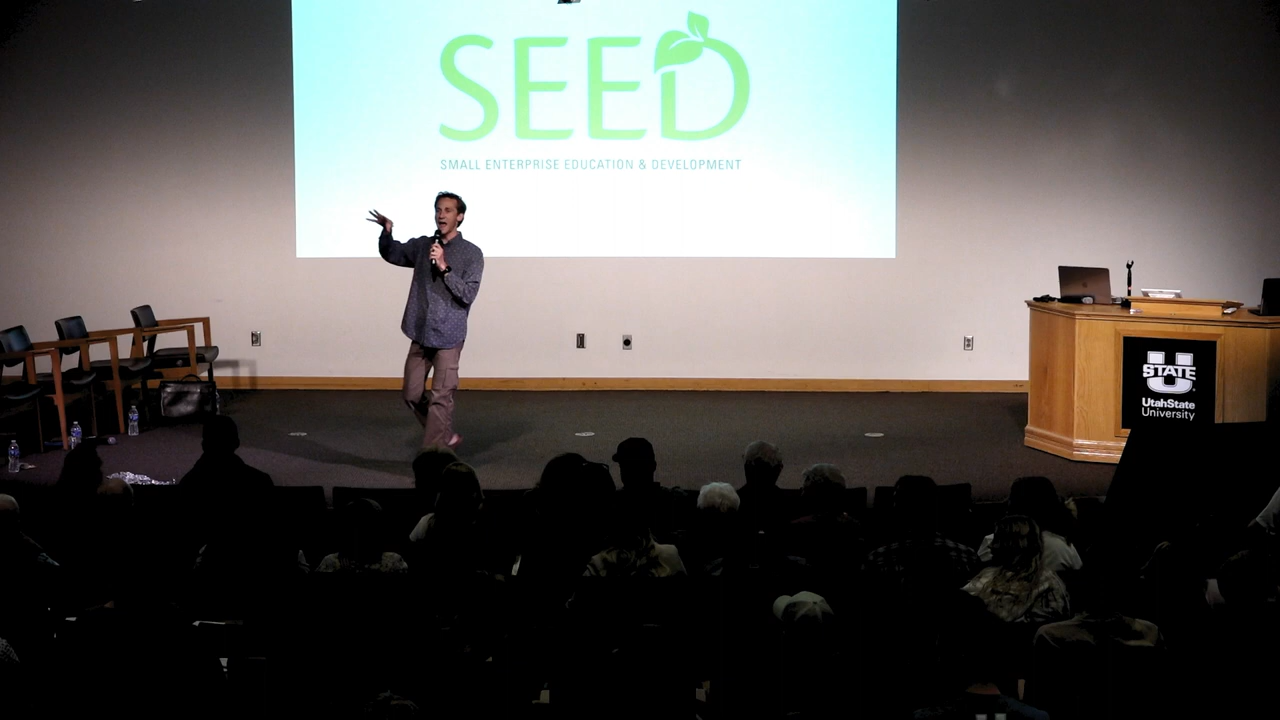 SEED
SMALL ENTERPRISE EDUCATION & DEVELOPMENT
STATE
UtahState
University